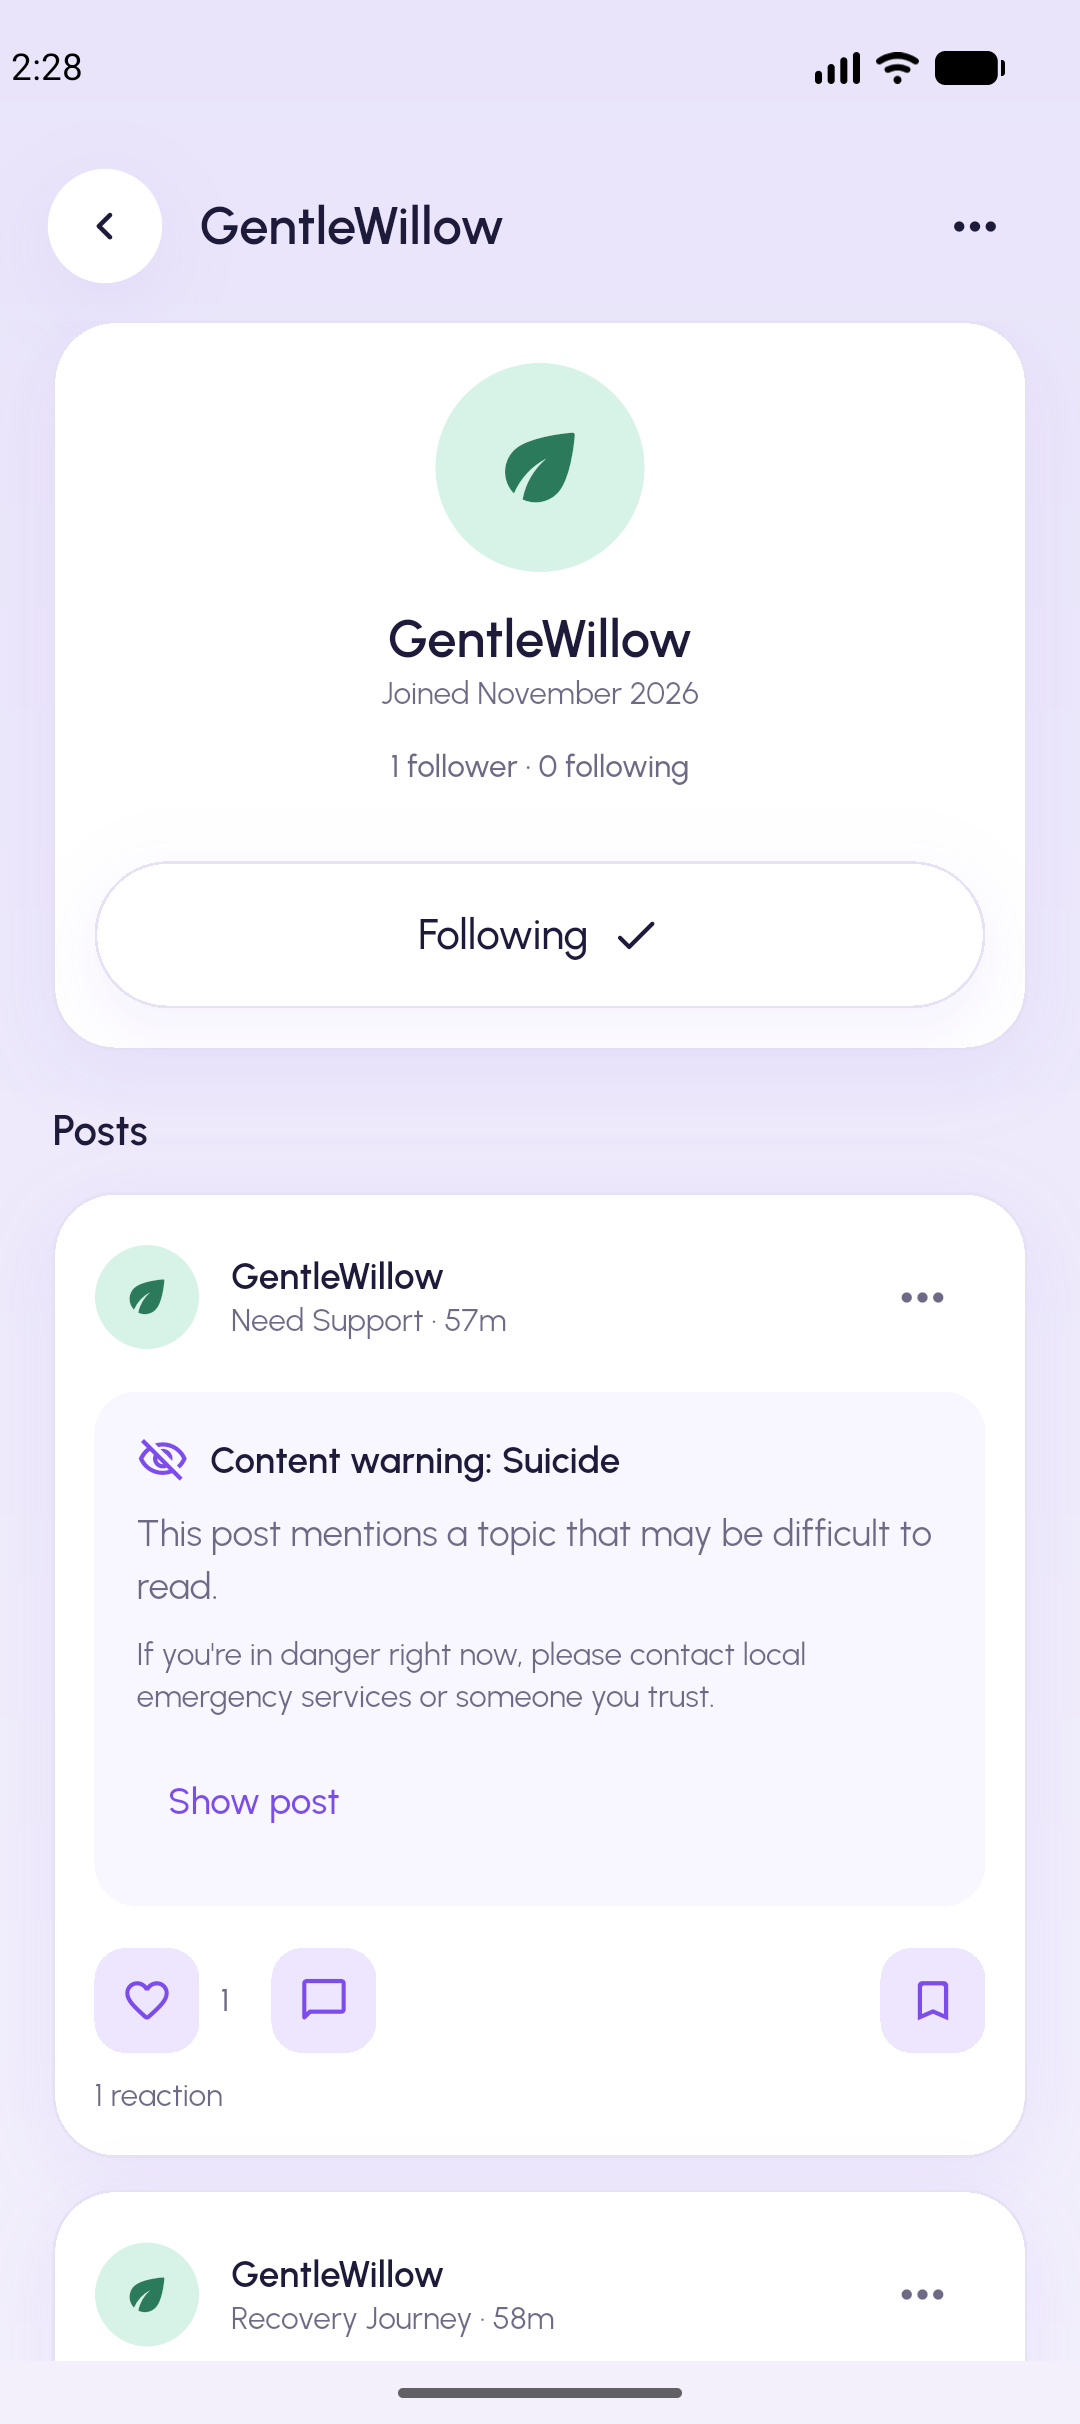 2:28
GentleWillow
GentleWillow
Joined November 2026
1 follower · 0 following
Following
Posts
GentleWillow
Need Support · 57m
Content warning: Suicide
This post mentions a topic that may be difficult to
read.
If you're in danger right now, please contact local
emergency services or someone you trust.
Show post
1
1 reaction
GentleWillow
Recovery Journey · 58m